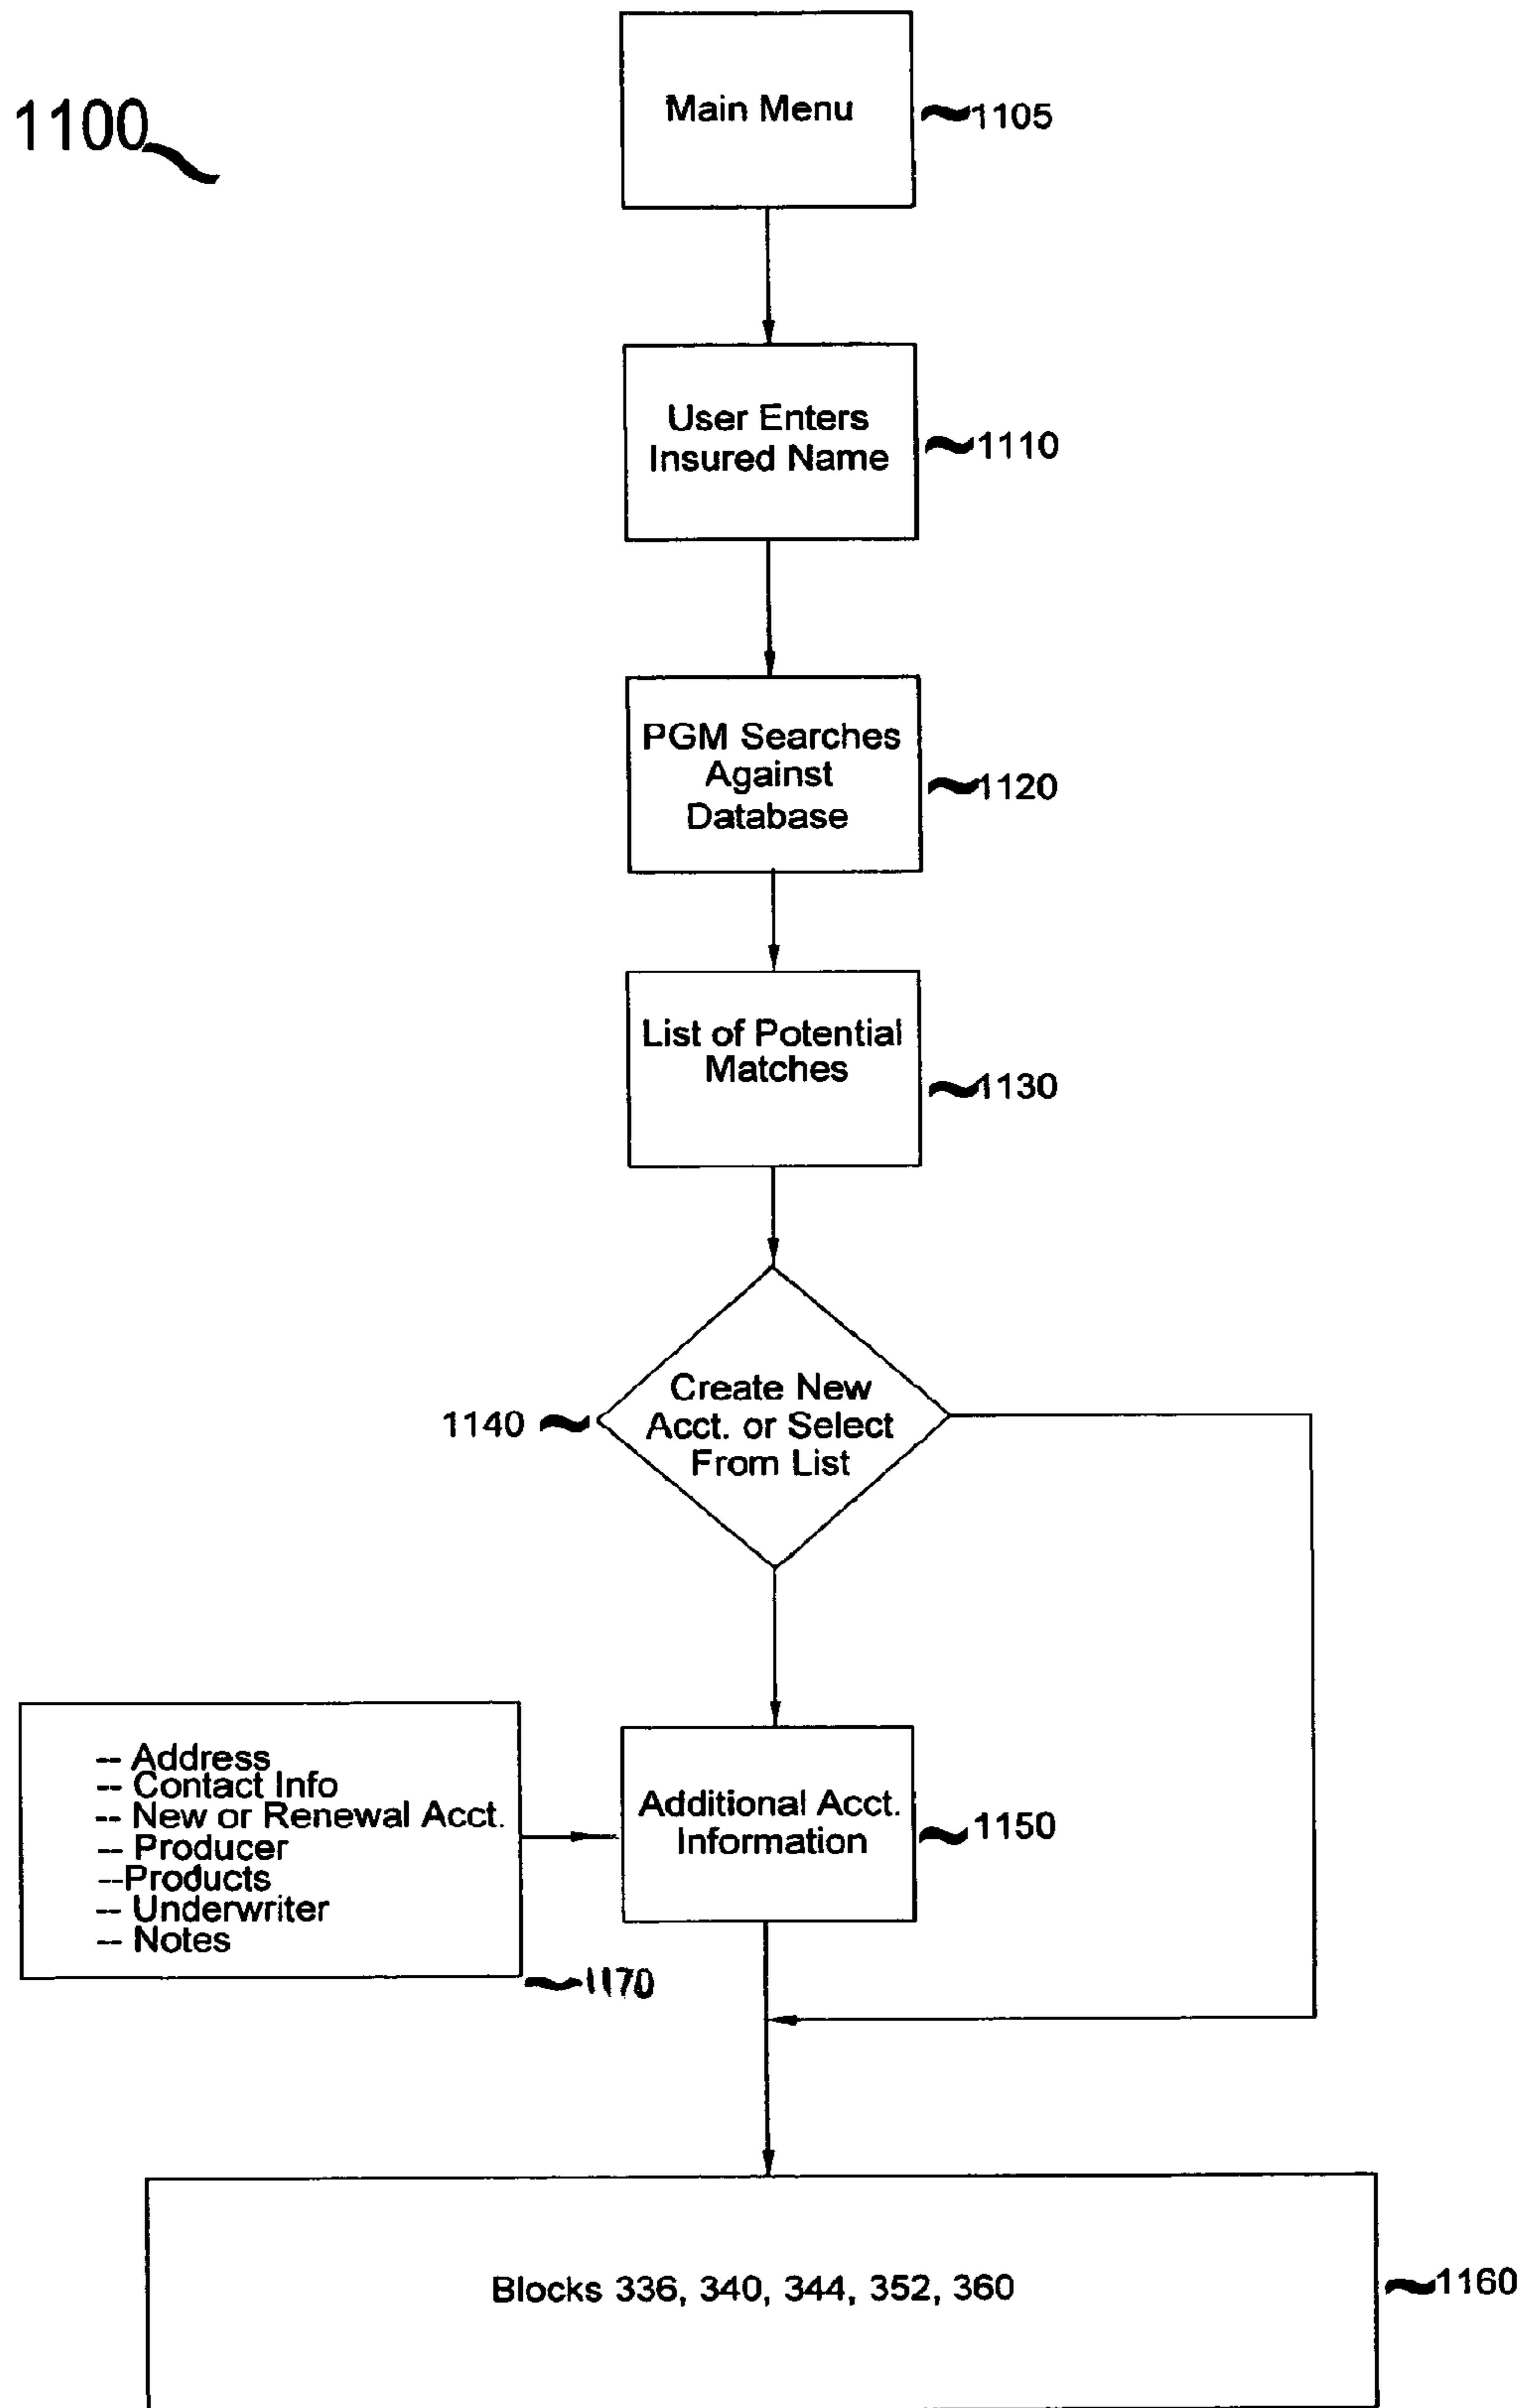 1100
Main Menu
1105
User Enters
Insured Name
1110
PGM Searches
Against
Database
1120
List of Potential
Matches
1130
Create New
Acct. or Select
From List
1140
-- Address
-- Contact Info
-- New or Renewal Acct.
-- Producer
--Products
-- Underwriter
-- Notes
1170
Additional Acct.
Information
1150
Blocks 336, 340, 344, 352, 360
1160